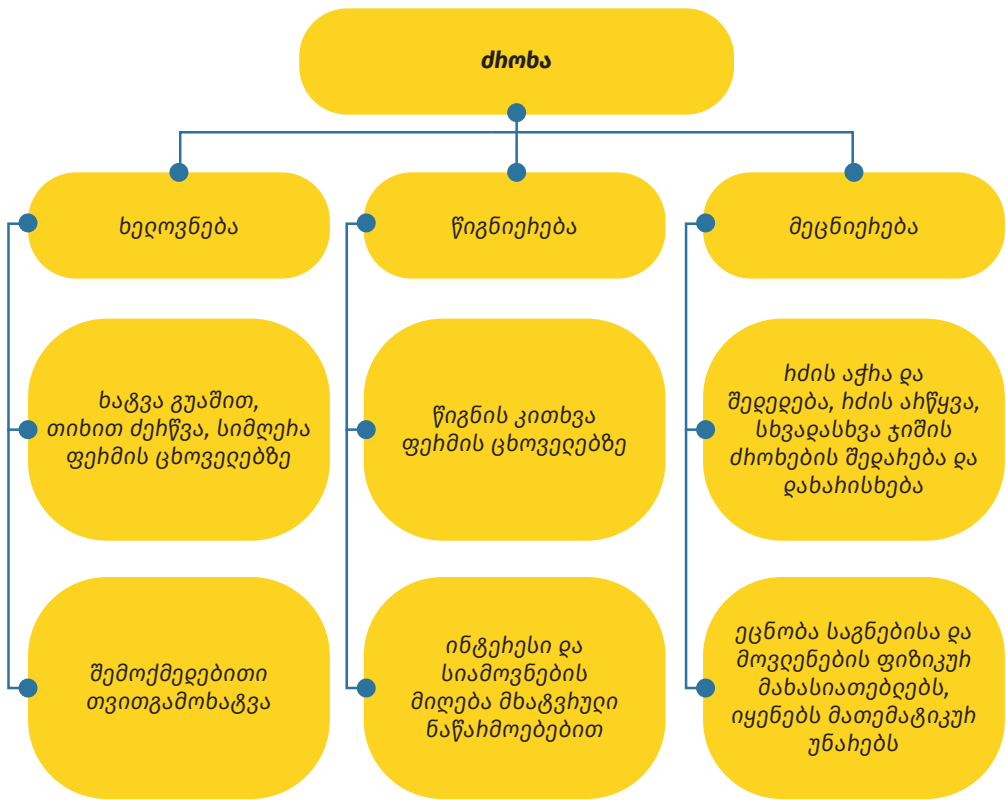 ძროხა
ხელოვნება
წიგნიერება
მეცნიერება
ხატვა გუაშით,
თიხით ძერწვა, სიმღერა
ფერმის ცხოველებზე
წიგნის კითხვა
ფერმის ცხოველებზე
რძის აჭრა და
შედედება, რძის არწყვა,
სხვადასხვა ჯიშის
ძროხების შედარება და
დახარისხება
შემოქმედებითი
თვითგამოხატვა
ინტერესი და
სიამოვნების
მიღება მხატვრული
ნაწარმოებებით
ეცნობა საგნებისა და
მოვლენების ფიზიკურ
მახასიათებლებს,
იყენებს მათემატიკურ
უნარებს